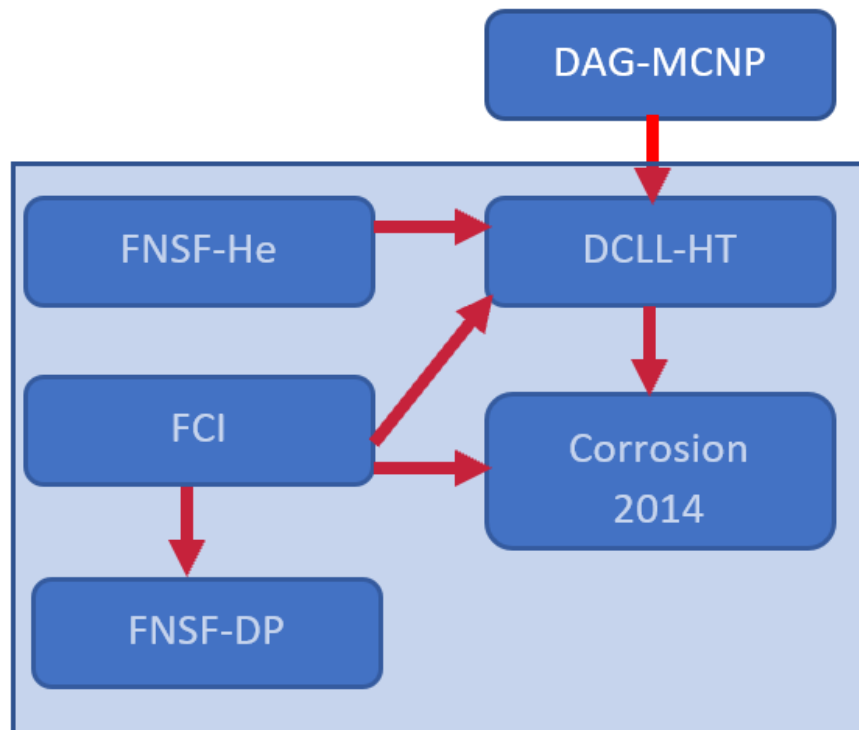 DAG-MCNP
FNSF-He
DCLL-HT
FCI
Corrosion
2014
FNSF-DP